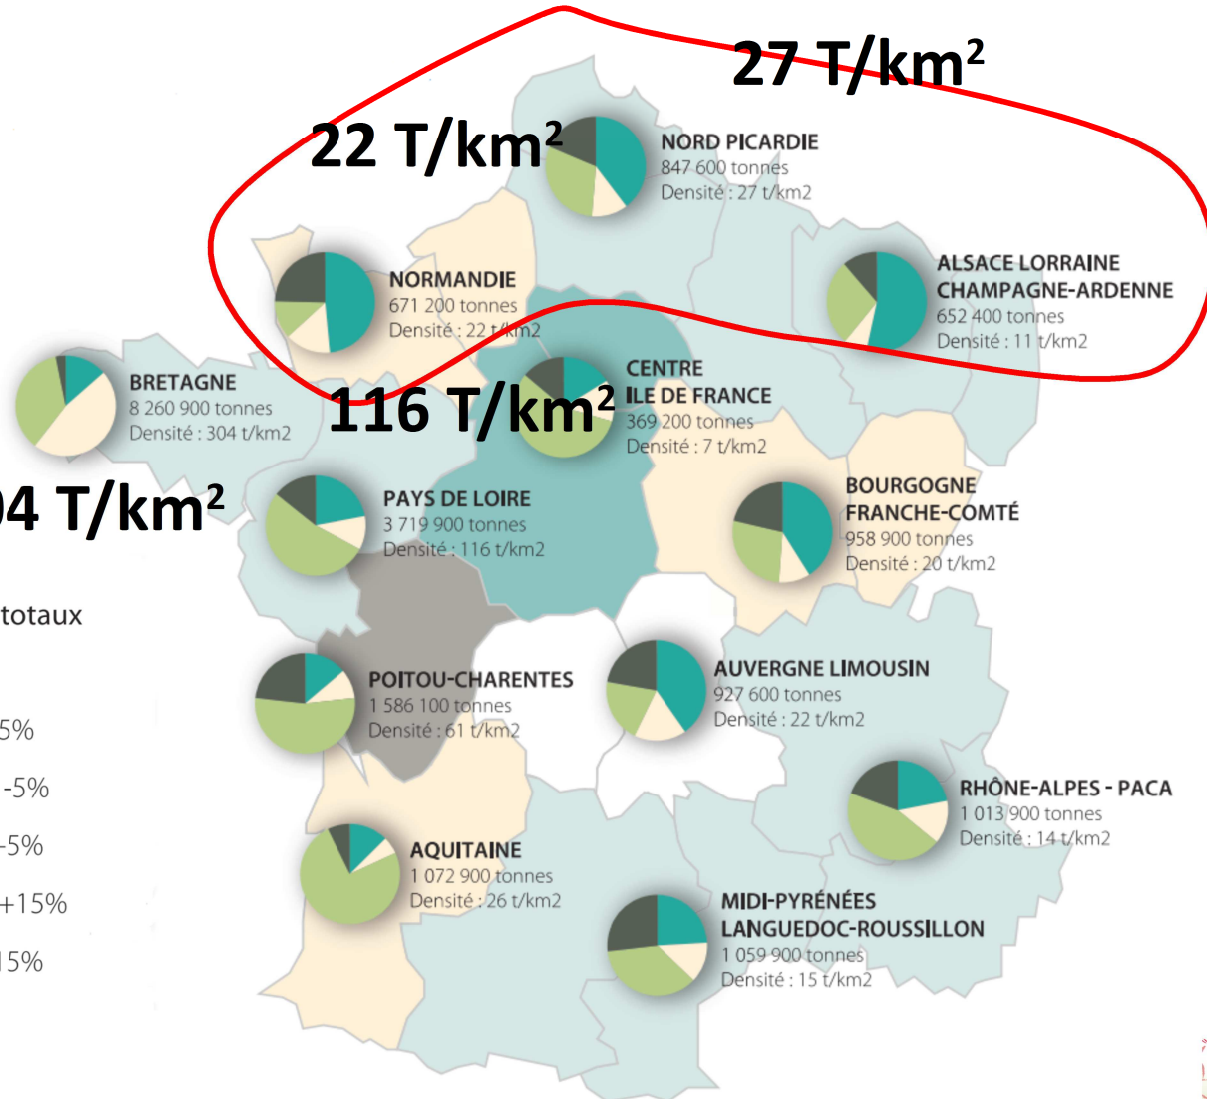 27 T/km²
22 T/km²
NORD PICARDIE
847 600 tonnes
Densité : 27 t/km2
NORMANDIE
671 200 tonnes
Densité : 22 t/km2
ALSACE LORRAINE
CHAMPAGNE-ARDENNE
652 400 tonnes
Densité : 11 t/km2
BRETAGNE
8 260 900 tonnes
Densité : 304 t/km2
116 T/km²
CENTRE
ILE DE FRANCE
369 200 tonnes
Densité : 7 t/km2
4 T/km²
PAYS DE LOIRE
3 719 900 tonnes
Densité : 116 t/km2
BOURGOGNE
FRANCHE-COMTÉ
958 900 tonnes
Densité : 20 t/km2
totaux
5%
-5%
-5%
+15%
15%
POITOU-CHARENTES
1 586 100 tonnes
Densité : 61 t/km2
AUVERGNE LIMOUSIN
927 600 tonnes
Densité : 22 t/km2
RHÔNE-ALPES - PACA
1 013 900 tonnes
Densité : 14 t/km2
AQUITAINE
1 072 900 tonnes
Densité : 26 t/km2
MIDI-PYRÉNÉES
LANGUEDOC-ROUSSILLON
1 059 900 tonnes
Densité : 15 t/km2